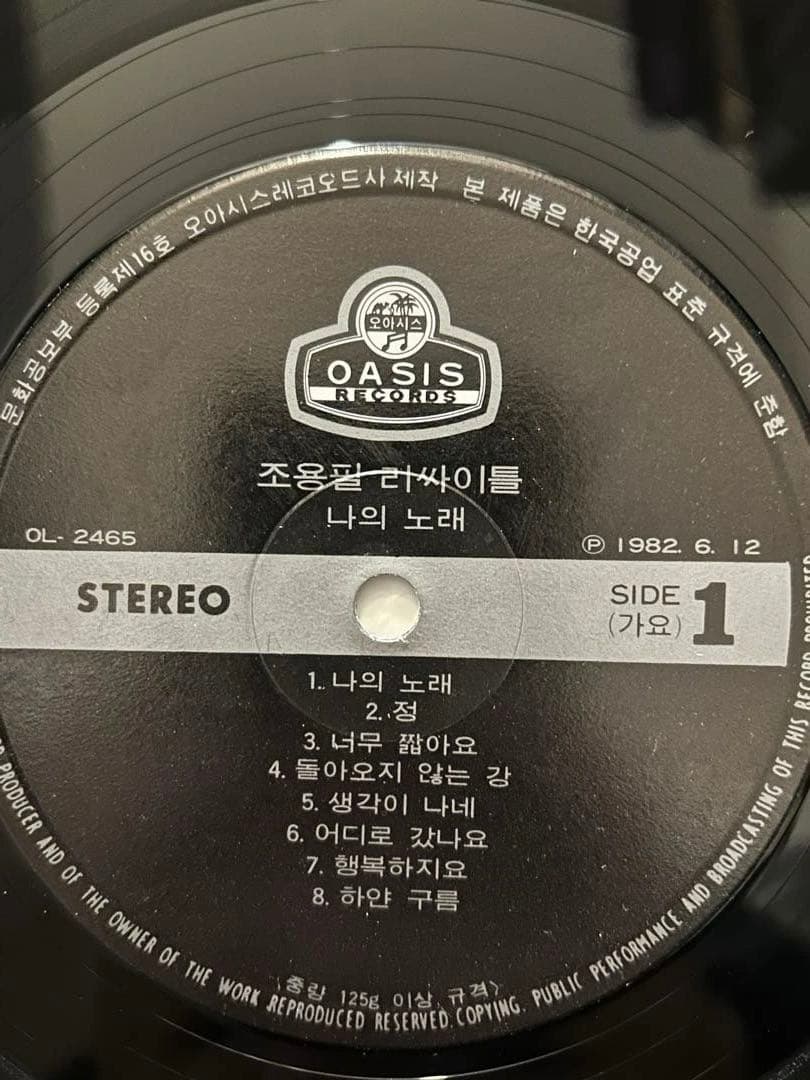 문화공보부 등록제16호 오아시스레코오드사 제작 본 제품은 한국공업 표준 규격에 준함
오아시스
OASIS
RECORDS
조용필 리싸이틀
나의 노래
OL- 2465
Ⓟ 1982. 6. 12
STEREO
SIDE 1
(가요)
1. 나의 노래
2. 정
3. 너무 짧아요
4. 돌아오지 않는 강
5. 생각이 나네
6. 어디로 갔나요
7. 행복하지요
8. 하얀 구름
(중량 125g 이상 규격)
PRODUCER AND OF THE OWNER OF THE WORK REPRODUCED RESERVED. COPYING. PUBLIC PERFORMANCE AND BROADCASTING OF THIS RECORD PROHIBITED